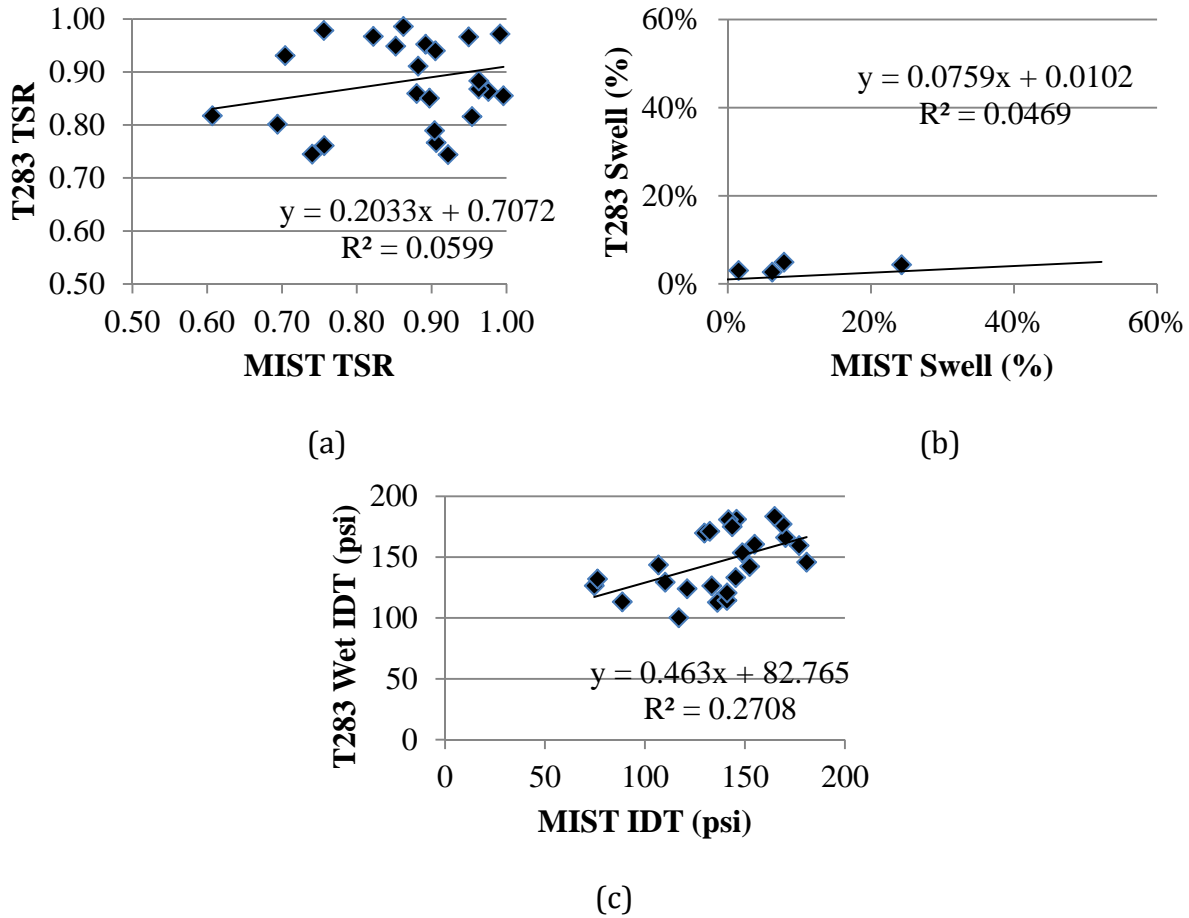 1.00
0.90
0.80
0.70
0.60
0.50
T283 TSR
y = 0.2033x + 0.7072
R² = 0.0599
0.50 0.60 0.70 0.80 0.90 1.00
MIST TSR
(a)
60%
40%
20%
0%
T283 Swell (%)
y = 0.0759x + 0.0102
R² = 0.0469
0% 20% 40% 60%
MIST Swell (%)
(b)
200
150
100
50
0
T283 Wet IDT (psi)
y = 0.463x + 82.765
R² = 0.2708
0 50 100 150 200
MIST IDT (psi)
(c)